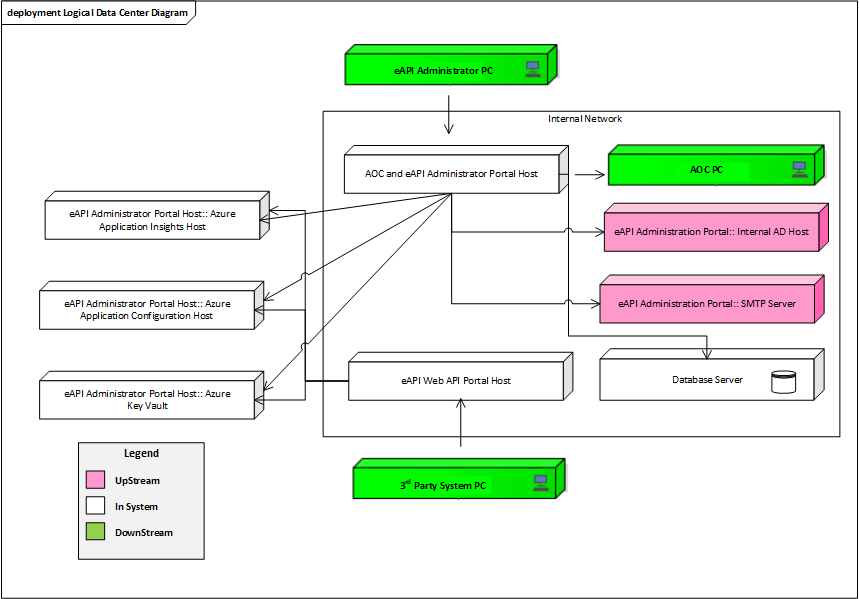 deployment Logical Data Center Diagram
eAPI Administrator PC
Internal Network
AOC and eAPI Administrator Portal Host
AOC PC
eAPI Administrator Portal Host:: Azure
Application Insights Host
eAPI Administration Portal:: Internal AD Host
eAPI Administrator Portal Host:: Azure
Application Configuration Host
eAPI Administration Portal:: SMTP Server
eAPI Web API Portal Host
Database Server
eAPI Administrator Portal Host:: Azure
Key Vault
Legend
UpStream
In System
DownStream
3rd Party System PC